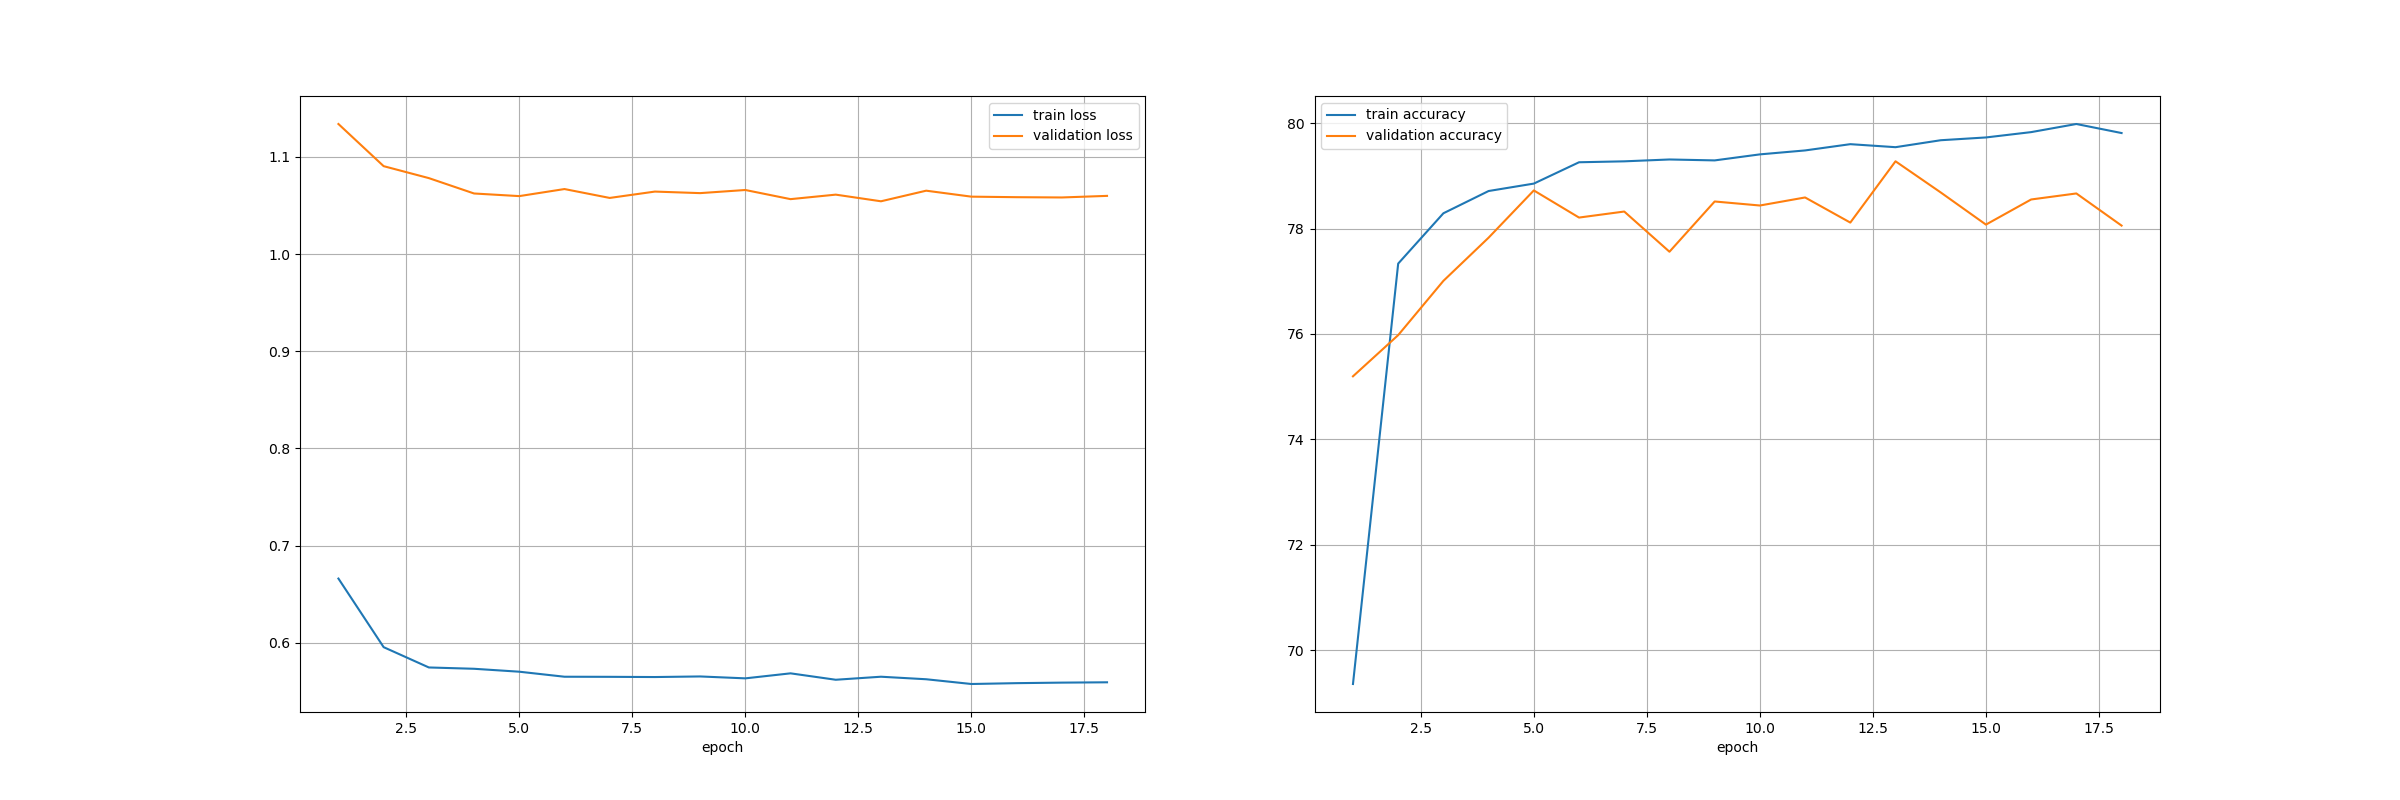 train loss
validation loss
1.1
1.0
0.9
0.8
0.7
0.6
2.5 5.0 7.5 10.0 12.5 15.0 17.5
epoch
train accuracy
validation accuracy
80
78
76
74
72
70
2.5 5.0 7.5 10.0 12.5 15.0 17.5
epoch